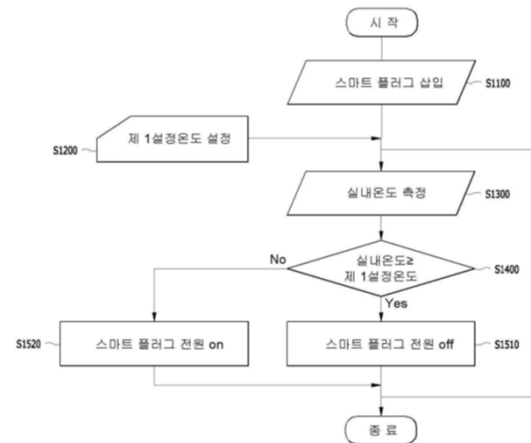 시 작
스마트 플러그 삽입
S1100
제 1설정온도 설정
S1200
실내온도 측정
S1300
실내온도≥
제 1설정온도
S1400
No
Yes
스마트 플러그 전원 on
S1520
스마트 플러그 전원 off
S1510
종 료